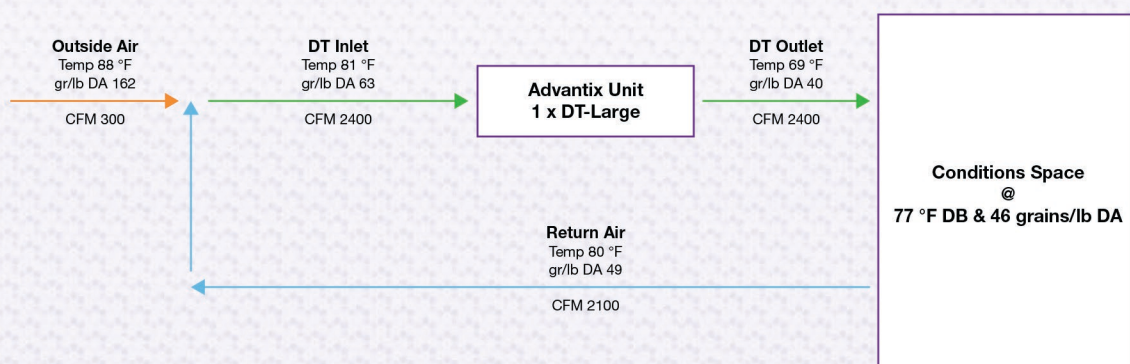 Outside Air
Temp 88 °F
gr/lb DA 162
CFM 300
DT Inlet
Temp 81 °F
gr/lb DA 63
CFM 2400
Advantix Unit
1 x DT-Large
DT Outlet
Temp 69 °F
gr/lb DA 40
CFM 2400
Conditions Space
@
77 °F DB & 46 grains/lb DA
Return Air
Temp 80 °F
gr/lb DA 49
CFM 2100